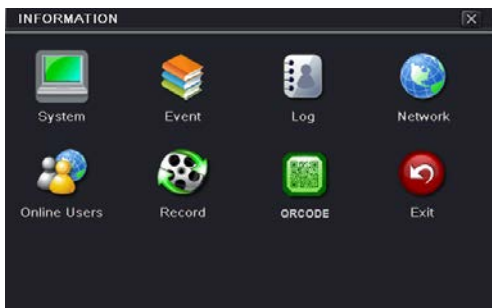 INFORMATION
System Event Log Network
Online Users Record QRCODE Exit